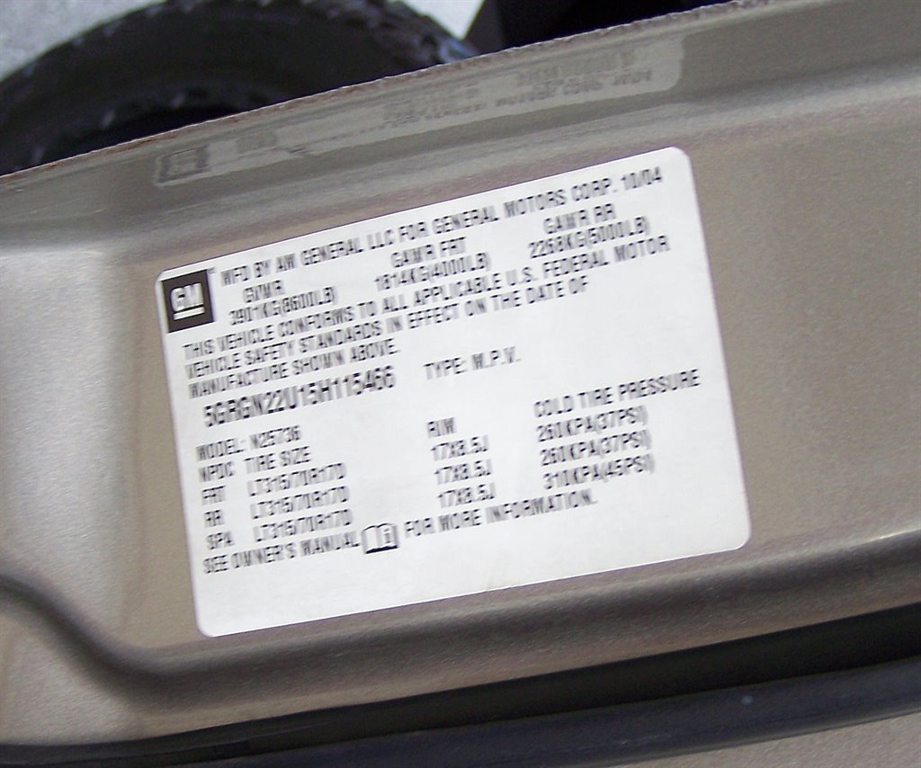 GM
MFD BY AM GENERAL LLC FOR GENERAL MOTORS CORP. 10/04
GVWR GAWR FRT GAWR RR
3901KG(8600LB) 1814KG(4000LB) 2268KG(5000LB)
THIS VEHICLE CONFORMS TO ALL APPLICABLE U.S. FEDERAL MOTOR
VEHICLE SAFETY STANDARDS IN EFFECT ON THE DATE OF
MANUFACTURE SHOWN ABOVE.
5GRGN22U15H115466 TYPE: M.P.V.
MODEL: N25736
NPDC TIRE SIZE RIM COLD TIRE PRESSURE
FRT LT315/70R17D 17X8.5J 260KPA(37PSI)
RR LT315/70R17D 17X8.5J 260KPA(37PSI)
SPA LT315/70R17D 17X8.5J 310KPA(45PSI)
SEE OWNER'S MANUAL FOR MORE INFORMATION.